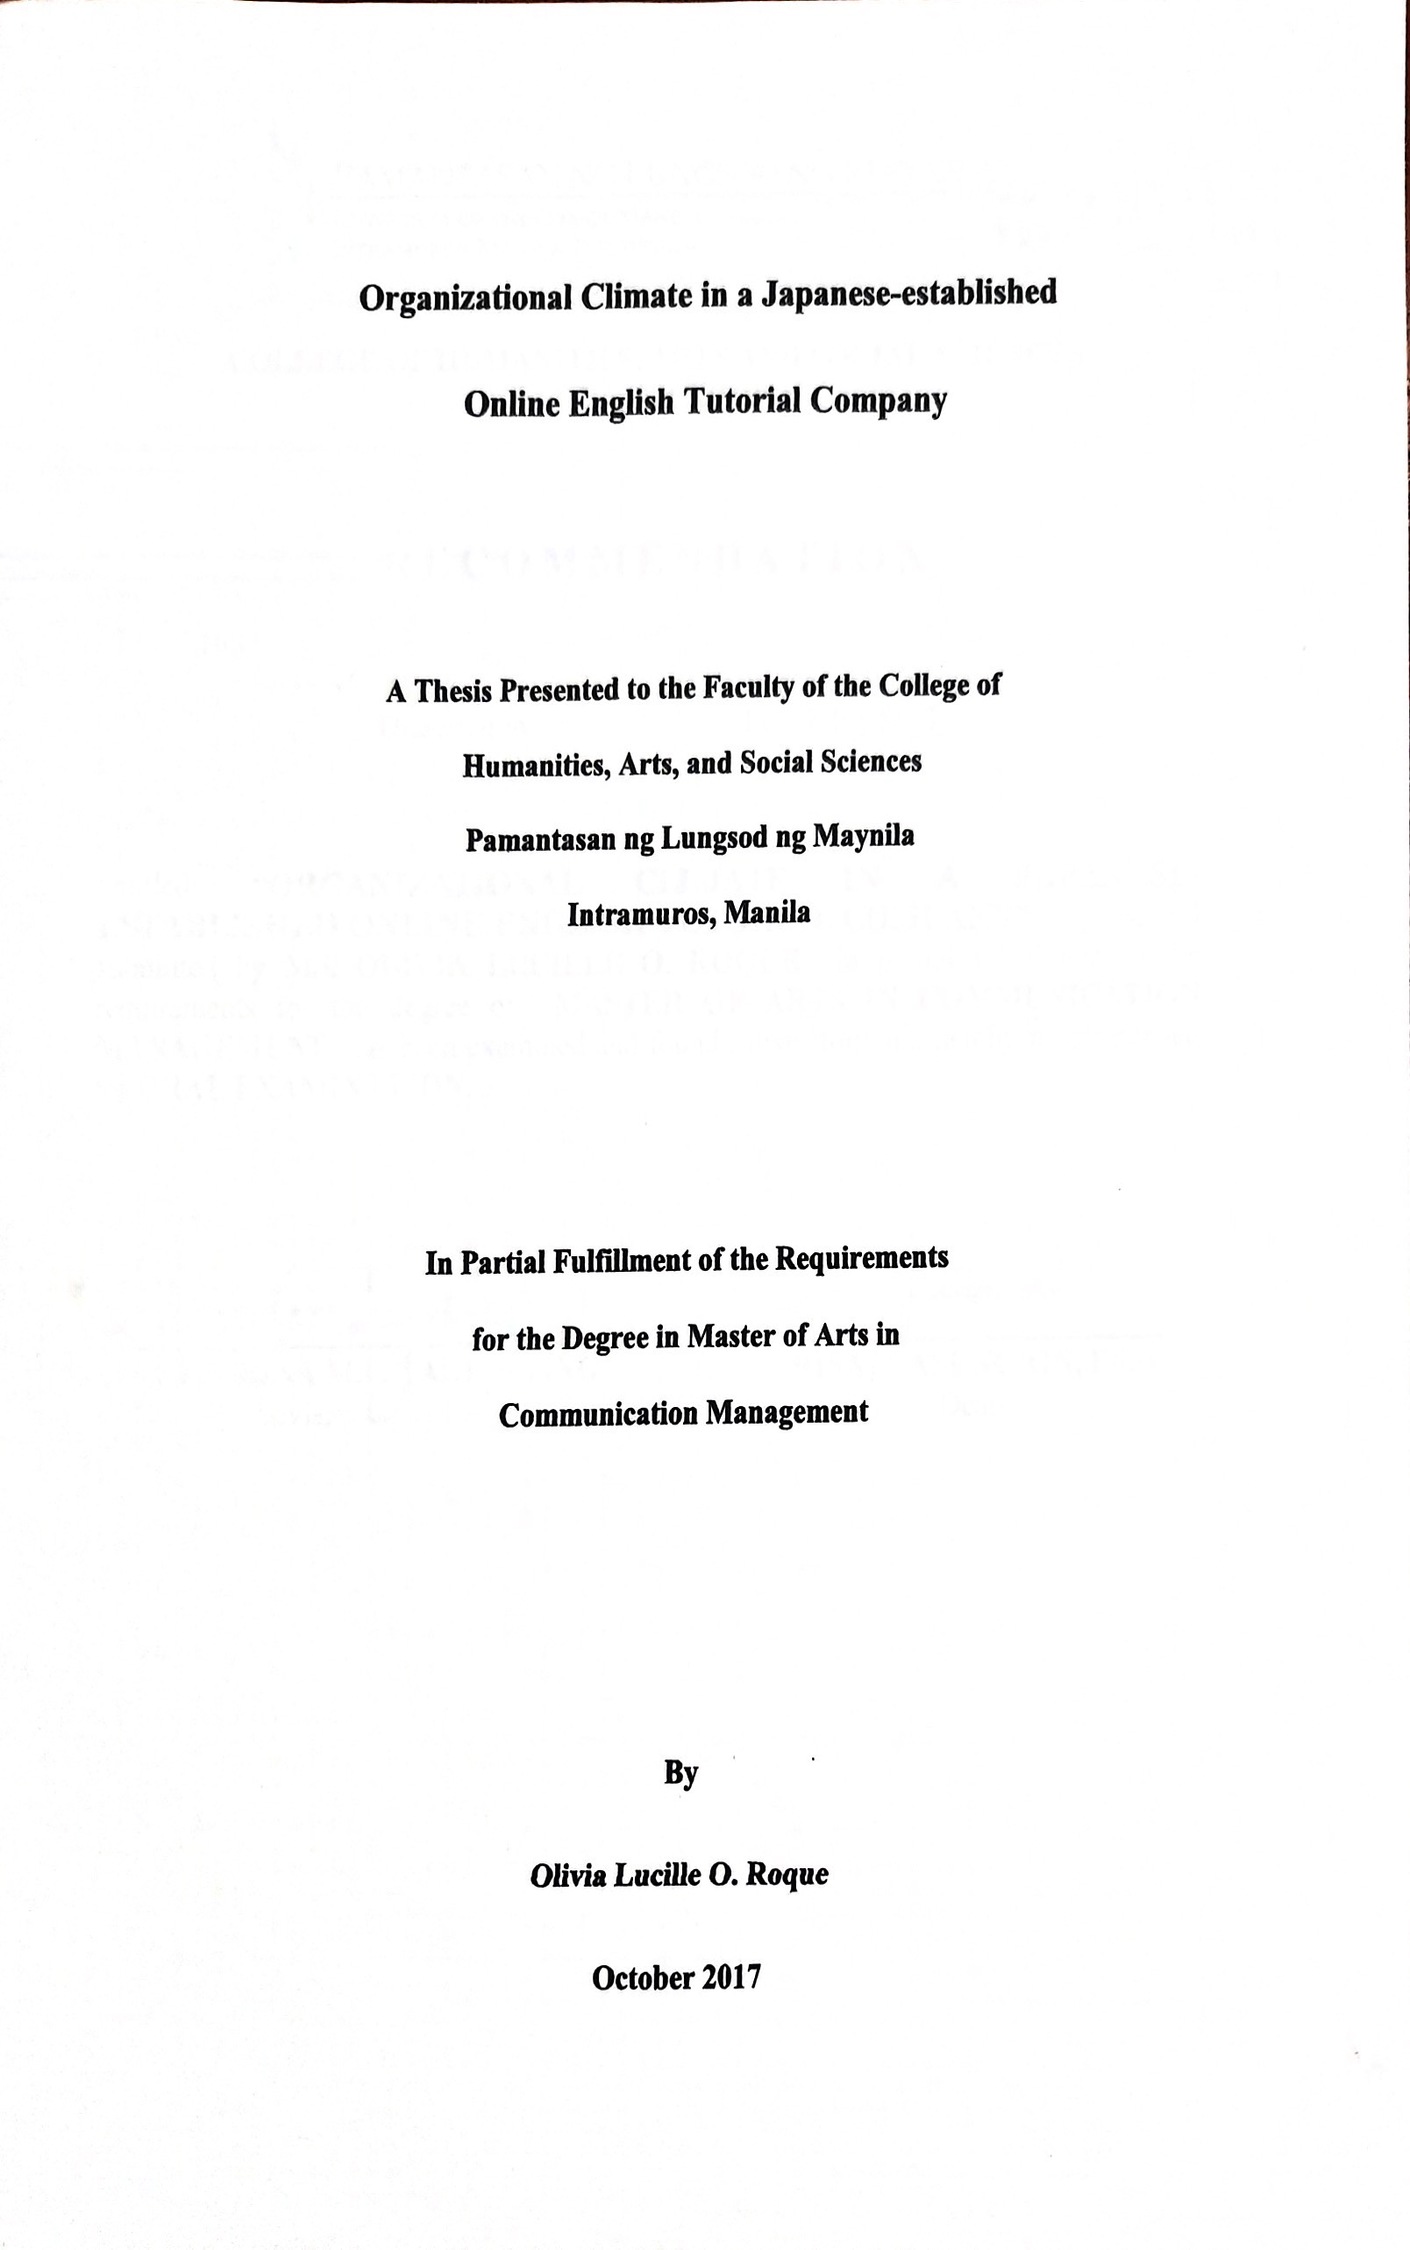 Organizational Climate in a Japanese-established
Online English Tutorial Company
A Thesis Presented to the Faculty of the College of
Humanities, Arts, and Social Sciences
Pamantasan ng Lungsod ng Maynila
Intramuros, Manila
In Partial Fulfillment of the Requirements
for the Degree in Master of Arts in
Communication Management
By
Olivia Lucille O. Roque
October 2017